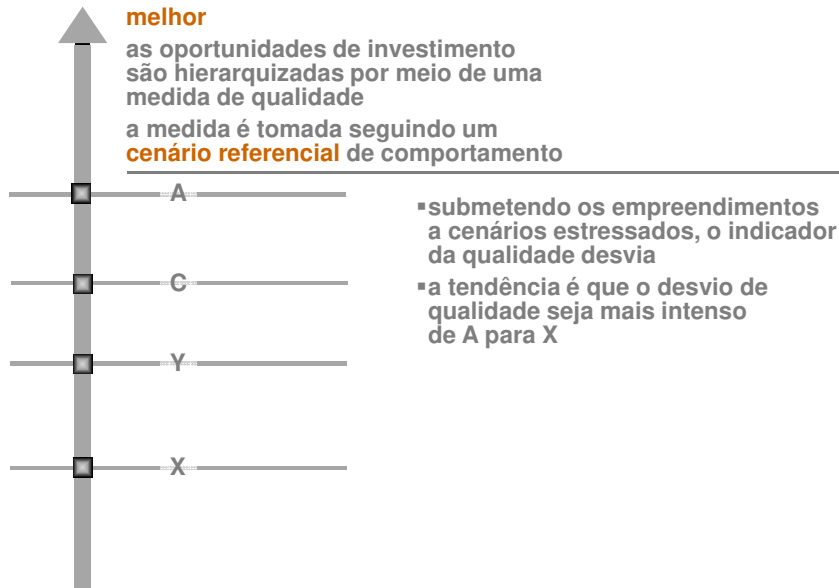 melhor
as oportunidades de investimento
são hierarquizadas por meio de uma
medida de qualidade
a medida é tomada seguindo um
cenário referencial de comportamento
A
▪submetendo os empreendimentos
a cenários estressados, o indicador
da qualidade desvia
▪a tendência é que o desvio de
qualidade seja mais intenso
de A para X
C
Y
X